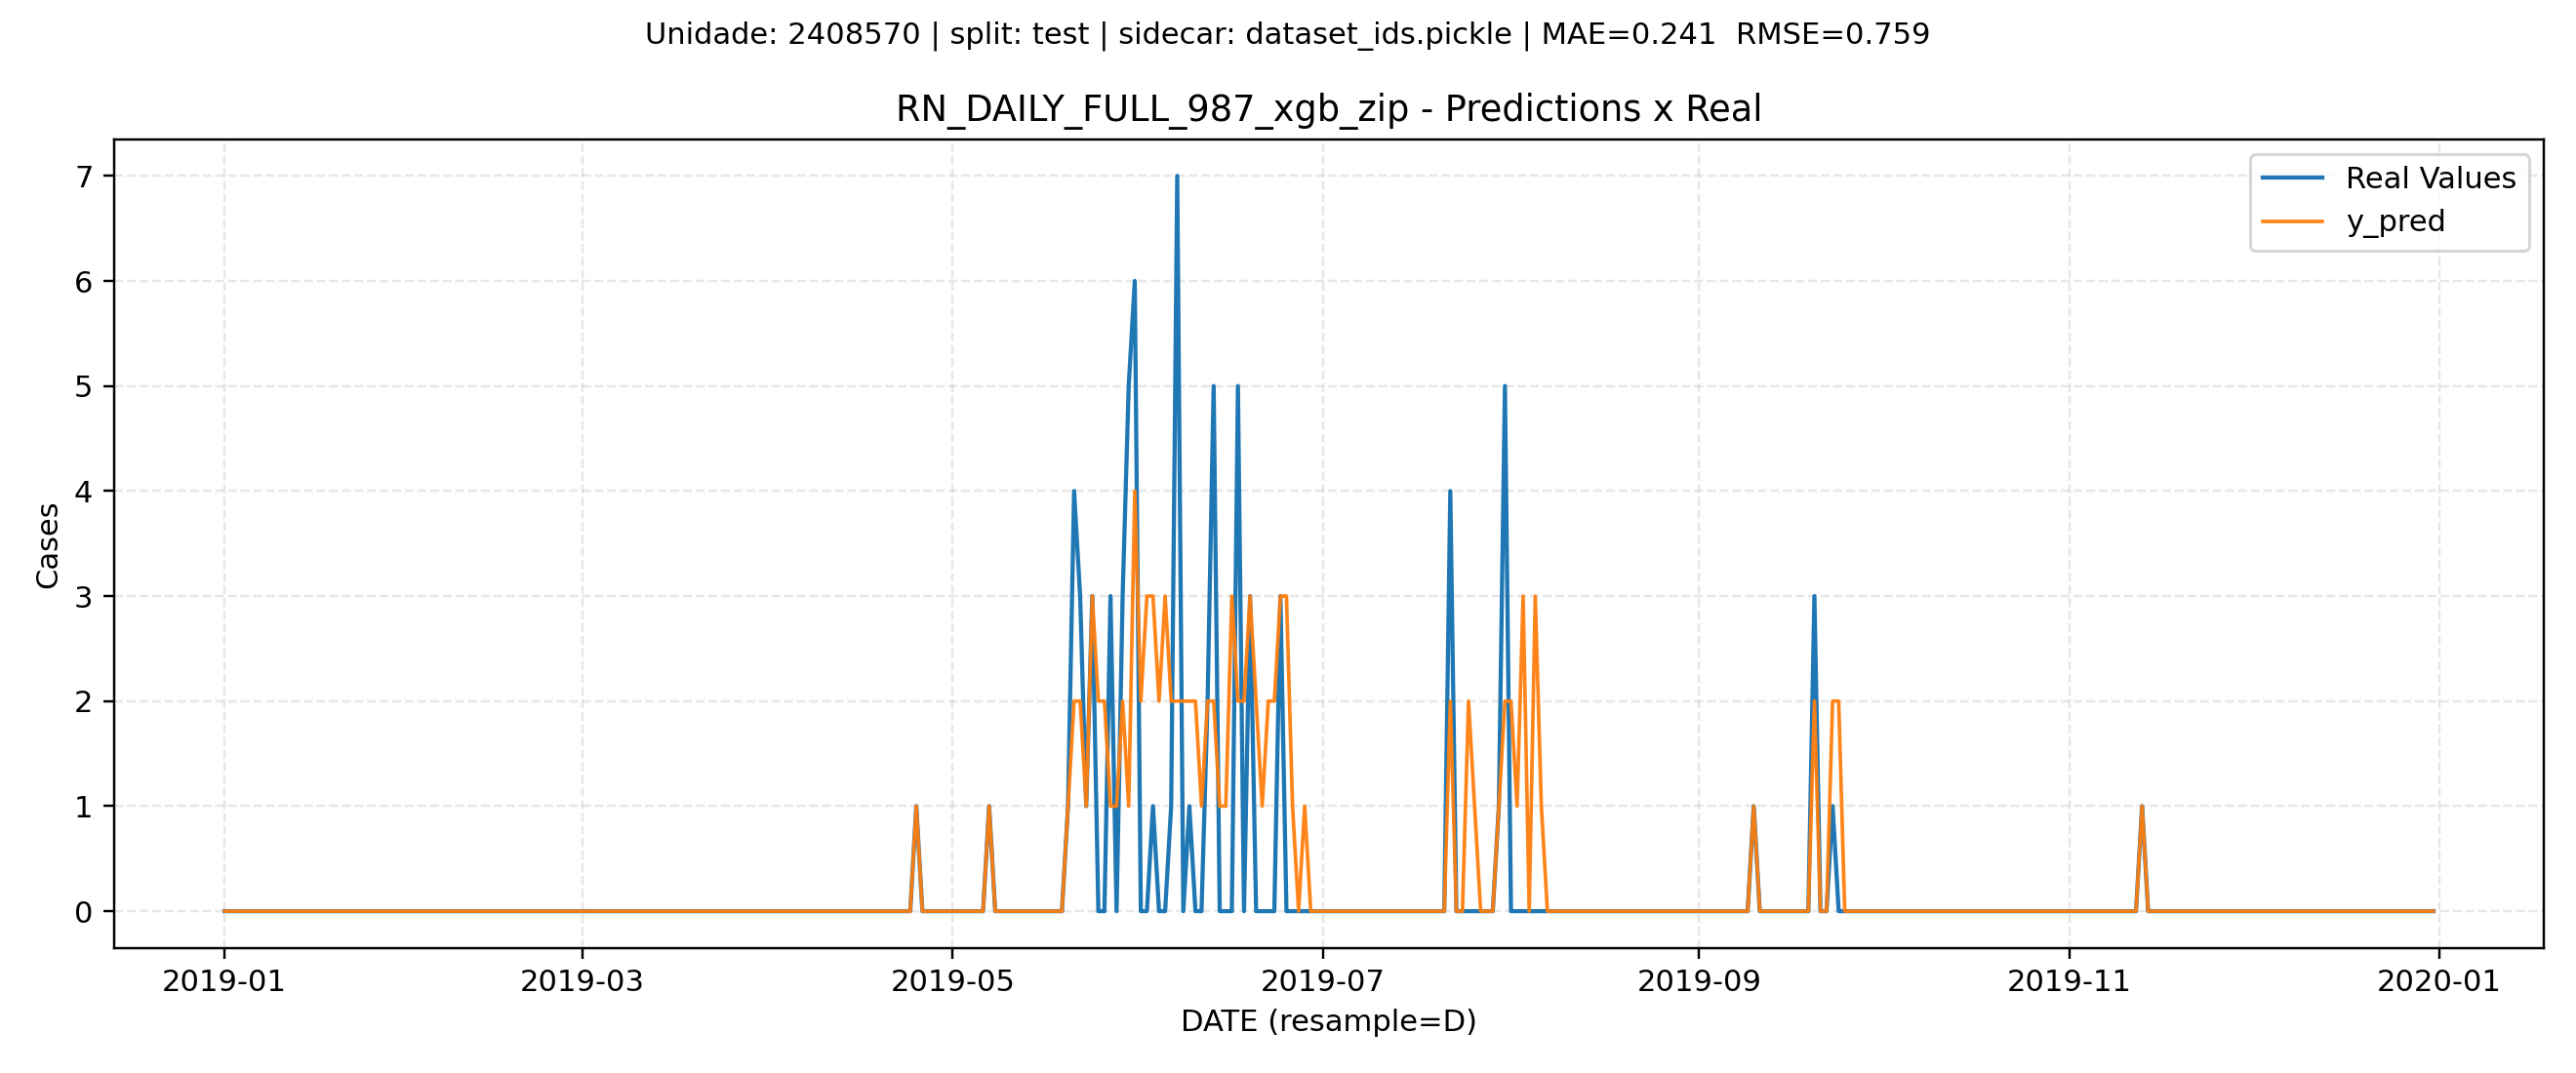 Unidade: 2408570 | split: test | sidecar: dataset_ids.pickle | MAE=0.241  RMSE=0.759
RN_DAILY_FULL_987_xgb_zip - Predictions x Real
Real Values
y_pred
Cases
7
6
5
4
3
2
1
0
2019-01
2019-03
2019-05
2019-07
2019-09
2019-11
2020-01
DATE (resample=D)